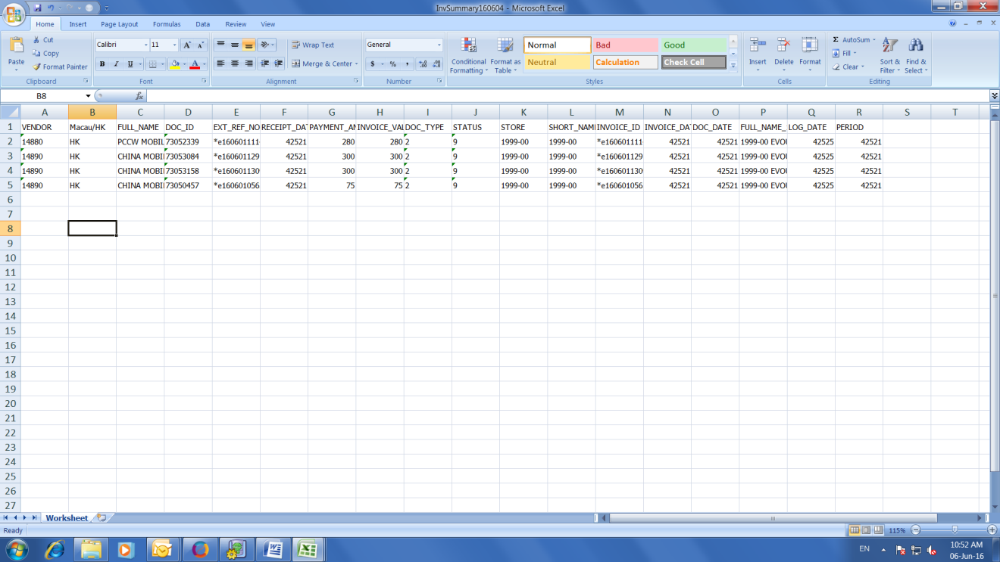 InvSummary160604 - Microsoft Excel
Home Insert Page Layout Formulas Data Review View
Cut Calibri 11 Wrap Text General Normal Bad Good AutoSum
Copy Fill
Paste Format Painter B I U Merge & Center $ % Conditional Formatting Format as Table Neutral Calculation Check Cell Insert Delete Format Clear Sort & Filter Find & Select
Clipboard Font Alignment Number Styles Cells Editing
B8 fx
A B C D E F G H I J K L M N O P Q R S T
1 VENDOR Macau/HK FULL_NAME DOC_ID EXT_REF_NO RECEIPT_DAT PAYMENT_AM INVOICE_VAL DOC_TYPE STATUS STORE SHORT_NAM INVOICE_ID INVOICE_DAT DOC_DATE FULL_NAME_ LOG_DATE PERIOD
2 14880 HK PCCW MOBIL 73052339 *e160601111 42521 280 280 2 9 1999-00 1999-00 *e160601111 42521 42521 1999-00 EVOU 42525 42521
3 14890 HK CHINA MOBI 73053084 *e160601129 42521 300 300 2 9 1999-00 1999-00 *e160601129 42521 42521 1999-00 EVOU 42525 42521
4 14890 HK CHINA MOBI 73053158 *e160601130 42521 300 300 2 9 1999-00 1999-00 *e160601130 42521 42521 1999-00 EVOU 42525 42521
5 14890 HK CHINA MOBI 73050457 *e160601056 42521 75 75 2 9 1999-00 1999-00 *e160601056 42521 42521 1999-00 EVOU 42525 42521
6
7
8
9
10
11
12
13
14
15
16
17
18
19
20
21
22
23
24
25
26
27
Worksheet
Ready 115%
EN 10:52 AM
06-Jun-16